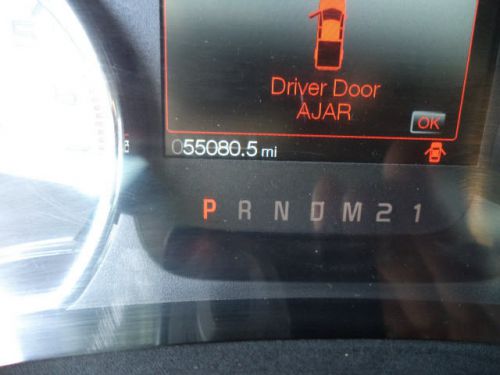 Driver Door
AJAR
OK
055080.5 mi
P R N D M 2 1